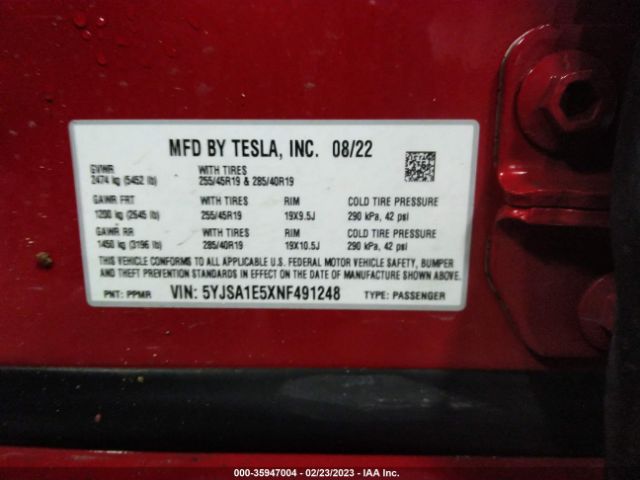 MFD BY TESLA, INC. 08/22
GVWR WITH TIRES
2474 kg (5452 lb) 255/45R19 & 285/40R19
GAWR FRT WITH TIRES RIM COLD TIRE PRESSURE
1200 kg (2645 lb) 255/45R19 19X9.5J 290 kPa, 42 psi
GAWR RR WITH TIRES RIM COLD TIRE PRESSURE
1450 kg (3196 lb) 285/40R19 19X10.5J 290 kPa, 42 psi
THIS VEHICLE CONFORMS TO ALL APPLICABLE U.S. FEDERAL MOTOR VEHICLE SAFETY, BUMPER
AND THEFT PREVENTION STANDARDS IN EFFECT ON THE DATE OF MANUFACTURE SHOWN ABOVE.
PNT: PPMR VIN: 5YJSA1E5XNF491248 TYPE: PASSENGER
000-35947004 - 02/23/2023 - IAA Inc.